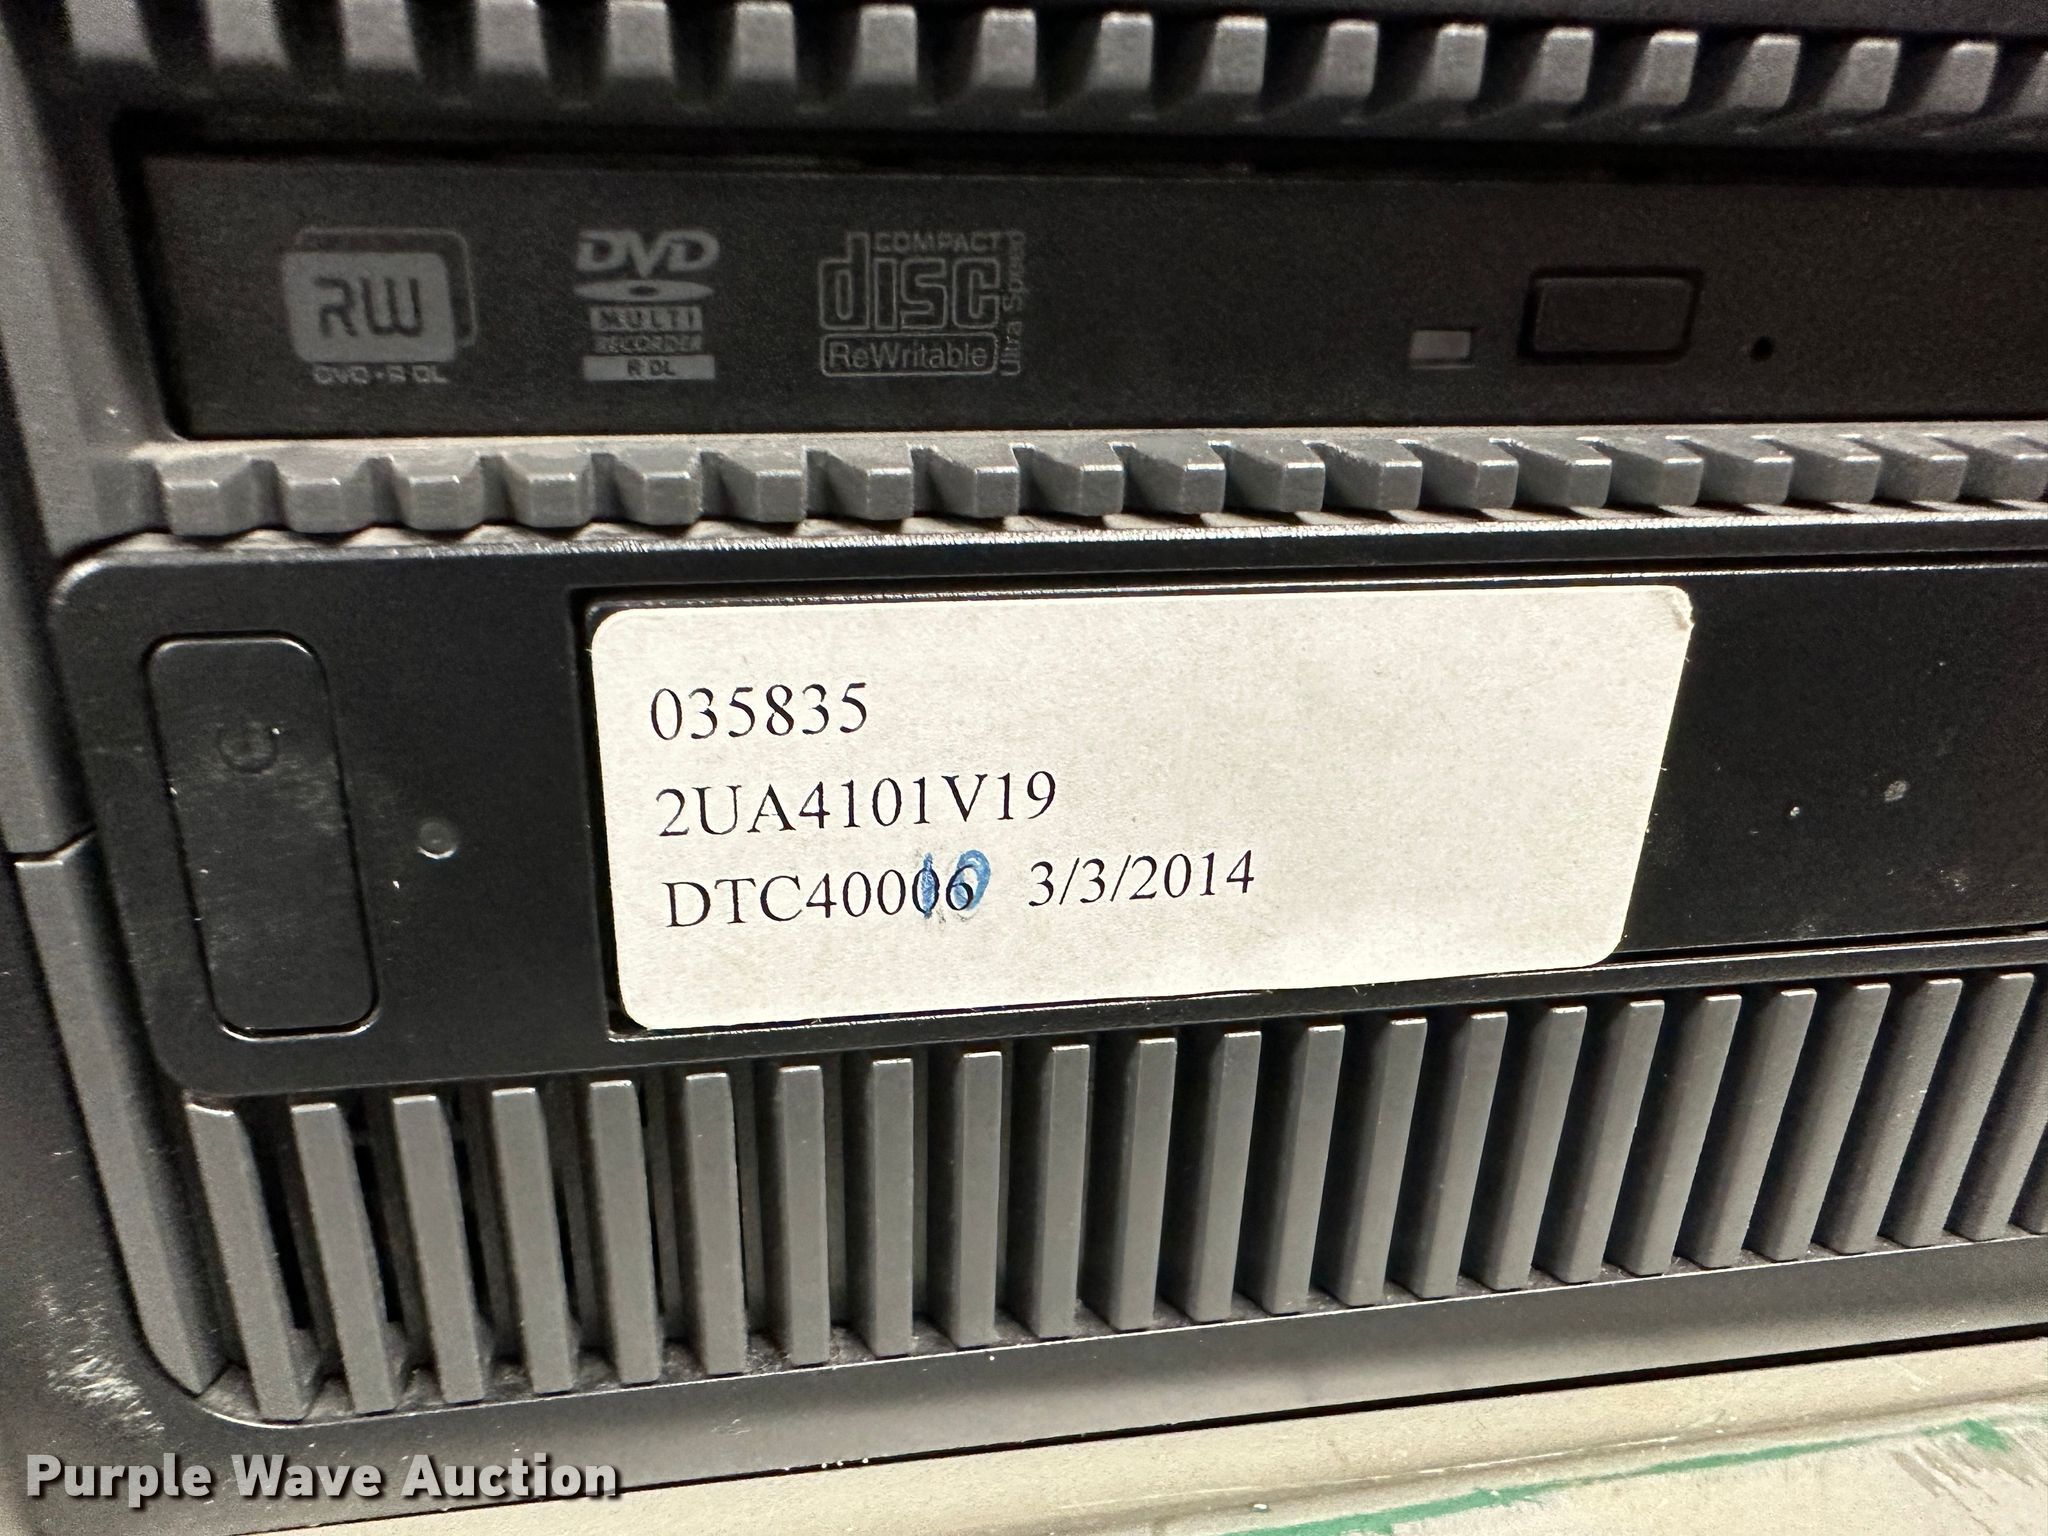 RW
DVD+R DL
DVD
MULTI
RECORDER
R DL
COMPACT
disc
ReWritable
Ultra Speed
035835
2UA4101V19
DTC40010 3/3/2014
Purple Wave Auction